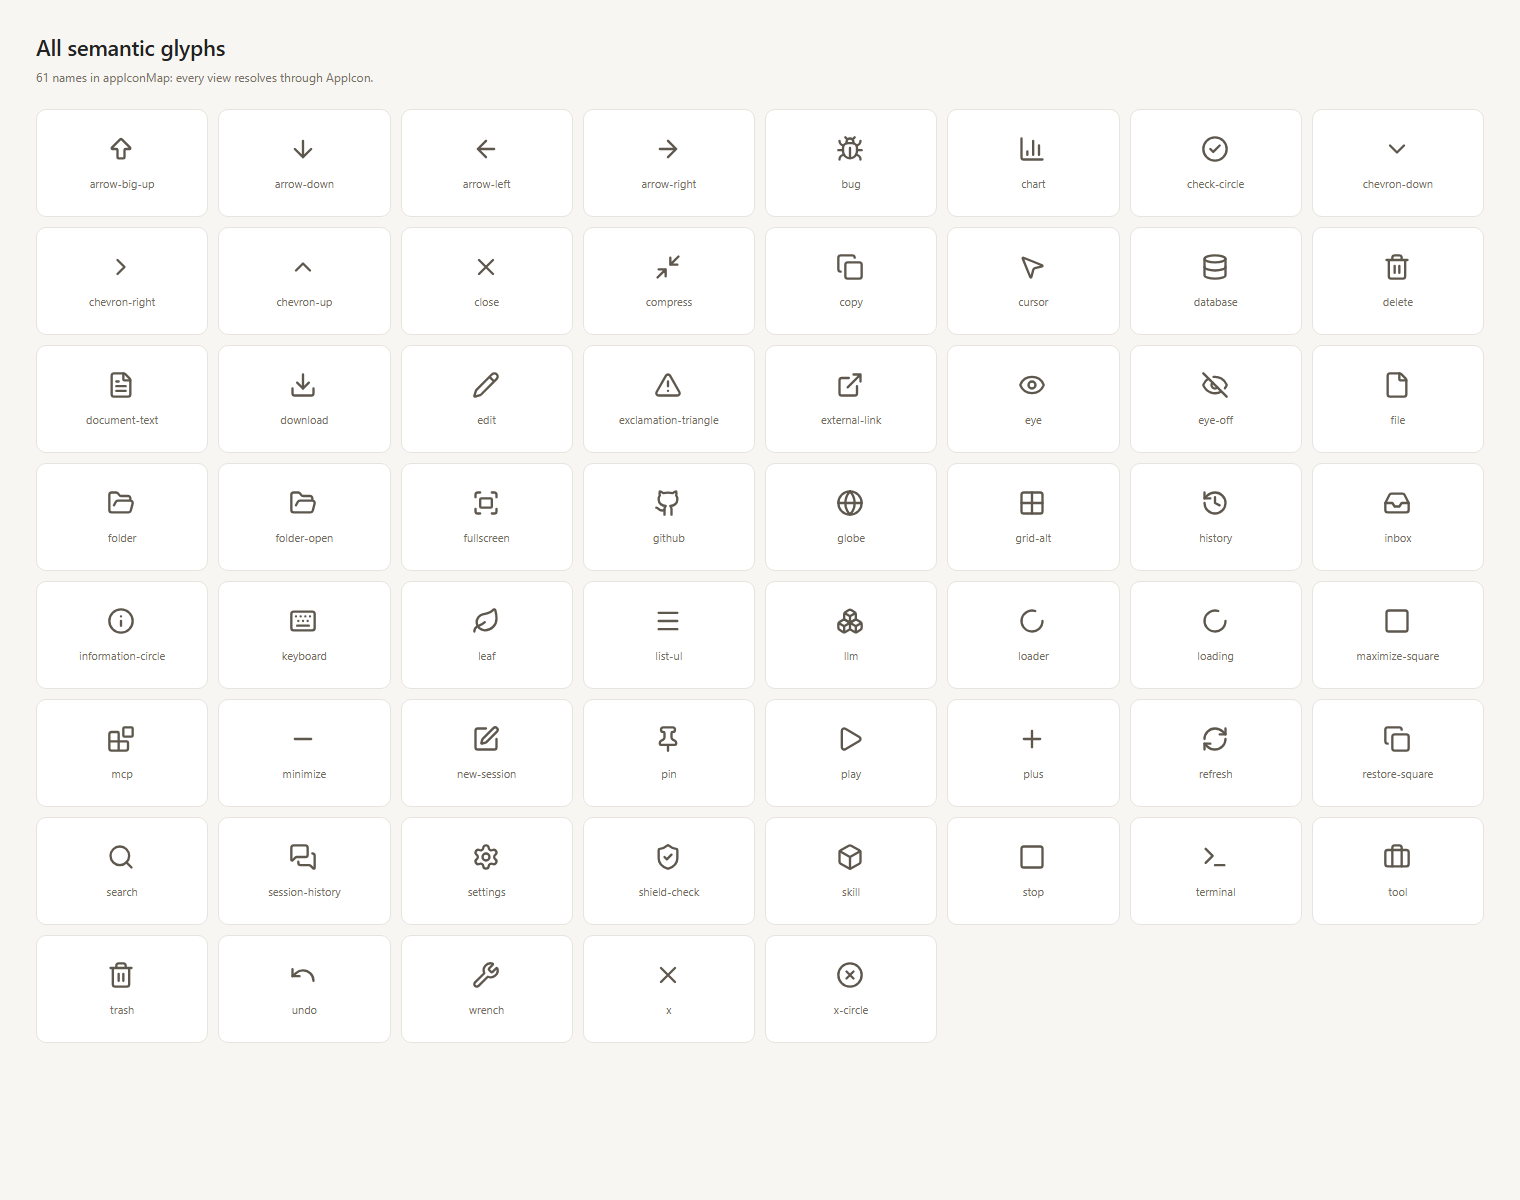 All semantic glyphs
61 names in appIconMap: every view resolves through AppIcon.
arrow-big-up
arrow-down
arrow-left
arrow-right
bug
chart
check-circle
chevron-down
chevron-right
chevron-up
close
compress
copy
cursor
database
delete
document-text
download
edit
exclamation-triangle
external-link
eye
eye-off
file
folder
folder-open
fullscreen
github
globe
grid-alt
history
inbox
information-circle
keyboard
leaf
list-ul
llm
loader
loading
maximize-square
mcp
minimize
new-session
pin
play
plus
refresh
restore-square
search
session-history
settings
shield-check
skill
stop
terminal
tool
trash
undo
wrench
x
x-circle